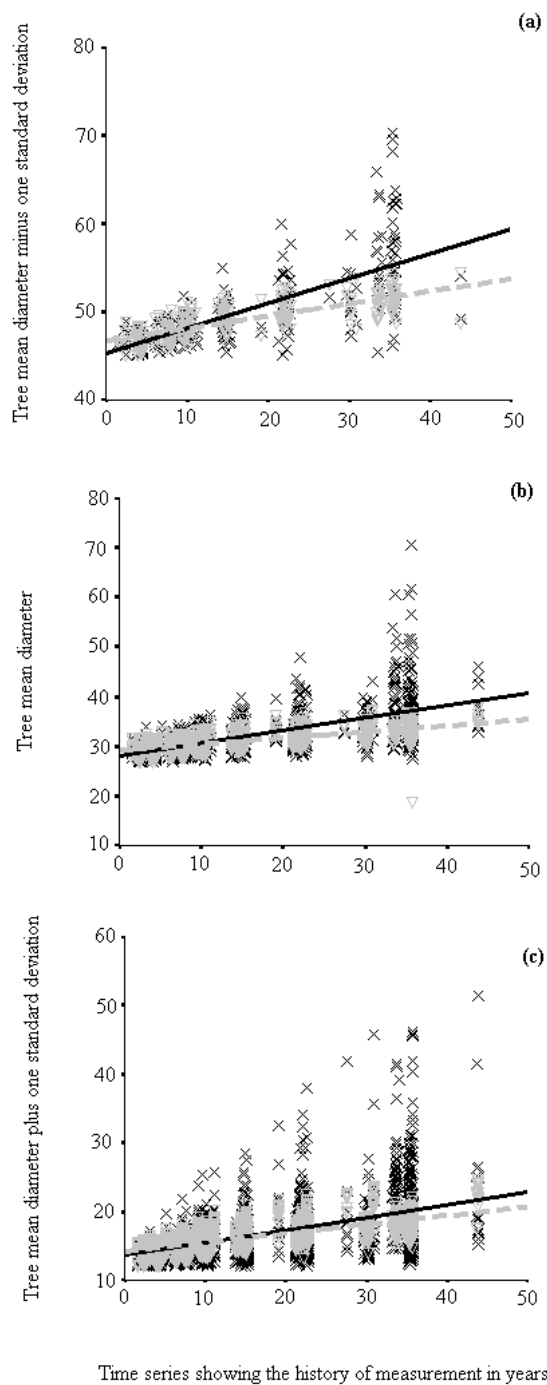 (a)
Tree mean diameter minus one standard deviation
80
70
60
50
40
0 10 20 30 40 50
(b)
Tree mean diameter
80
70
60
50
40
30
20
10
0 10 20 30 40 50
(c)
Tree mean diameter plus one standard deviation
60
50
40
30
20
10
0 10 20 30 40 50
Time series showing the history of measurement in years